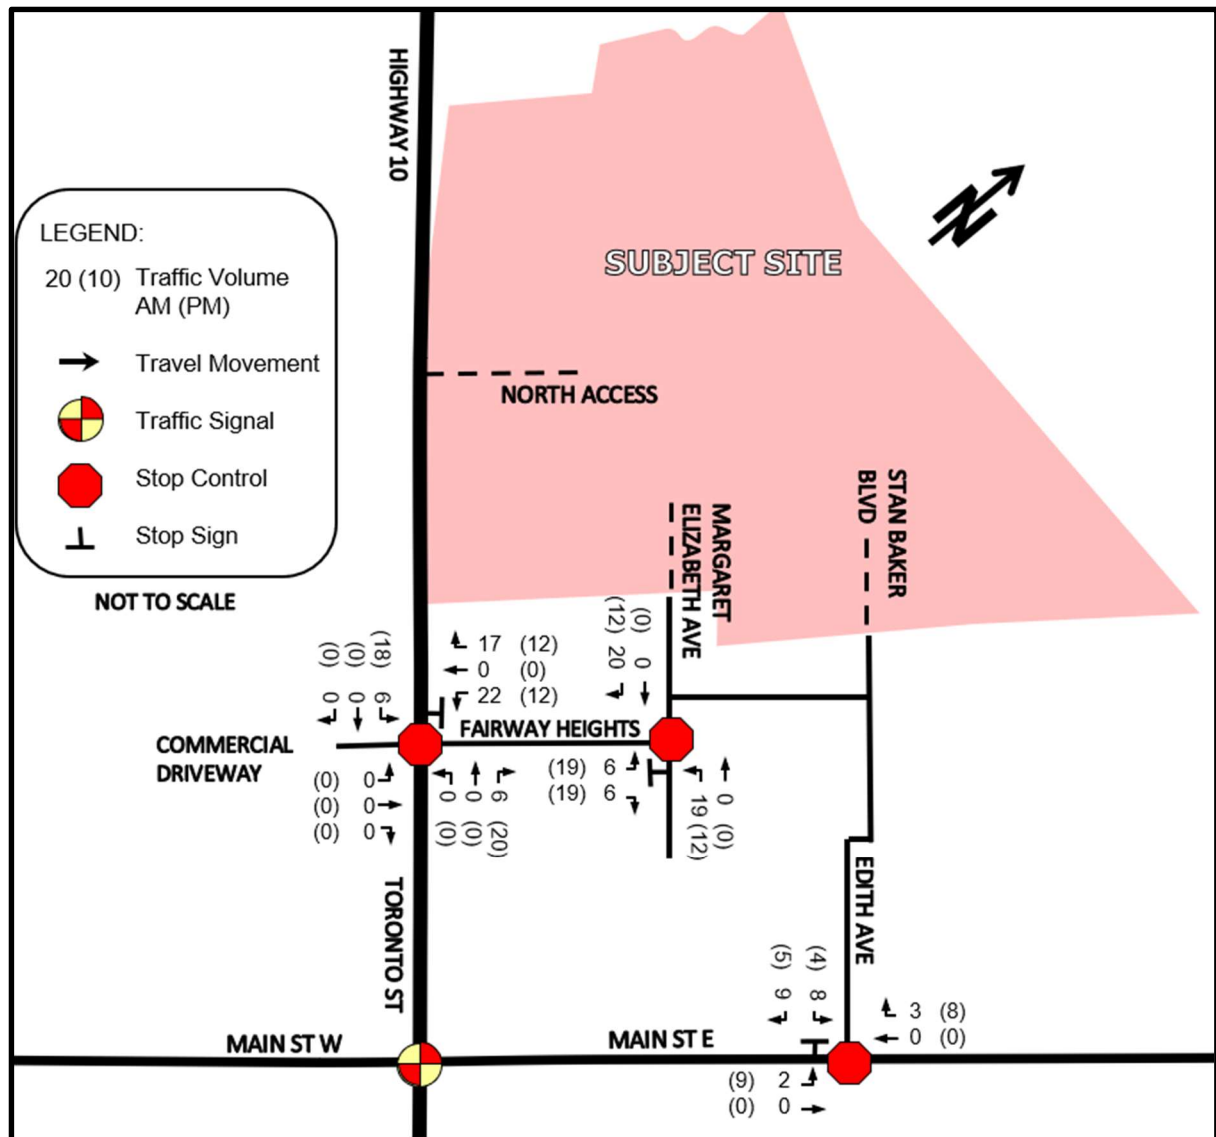 HIGHWAY 10
LEGEND:
20 (10) Traffic Volume
AM (PM)
Travel Movement
Traffic Signal
Stop Control
Stop Sign
NOT TO SCALE
N
SUBJECT SITE
NORTH ACCESS
MARGARET
ELIZABETH AVE
STAN BAKER
BLVD
(0) 0
(0) 0
(18) 6
17 (12)
0 (0)
22 (12)
(12) 20
(0) 0
COMMERCIAL
DRIVEWAY
FAIRWAY HEIGHTS
(0) 0
(0) 0
(0) 0
0 (0)
0 (0)
6 (20)
(19) 6
(19) 6
19 (12)
0 (0)
TORONTO ST
EDITH AVE
(5) 9
(4) 8
3 (8)
0 (0)
MAIN ST W
MAIN ST E
(9) 2
(0) 0